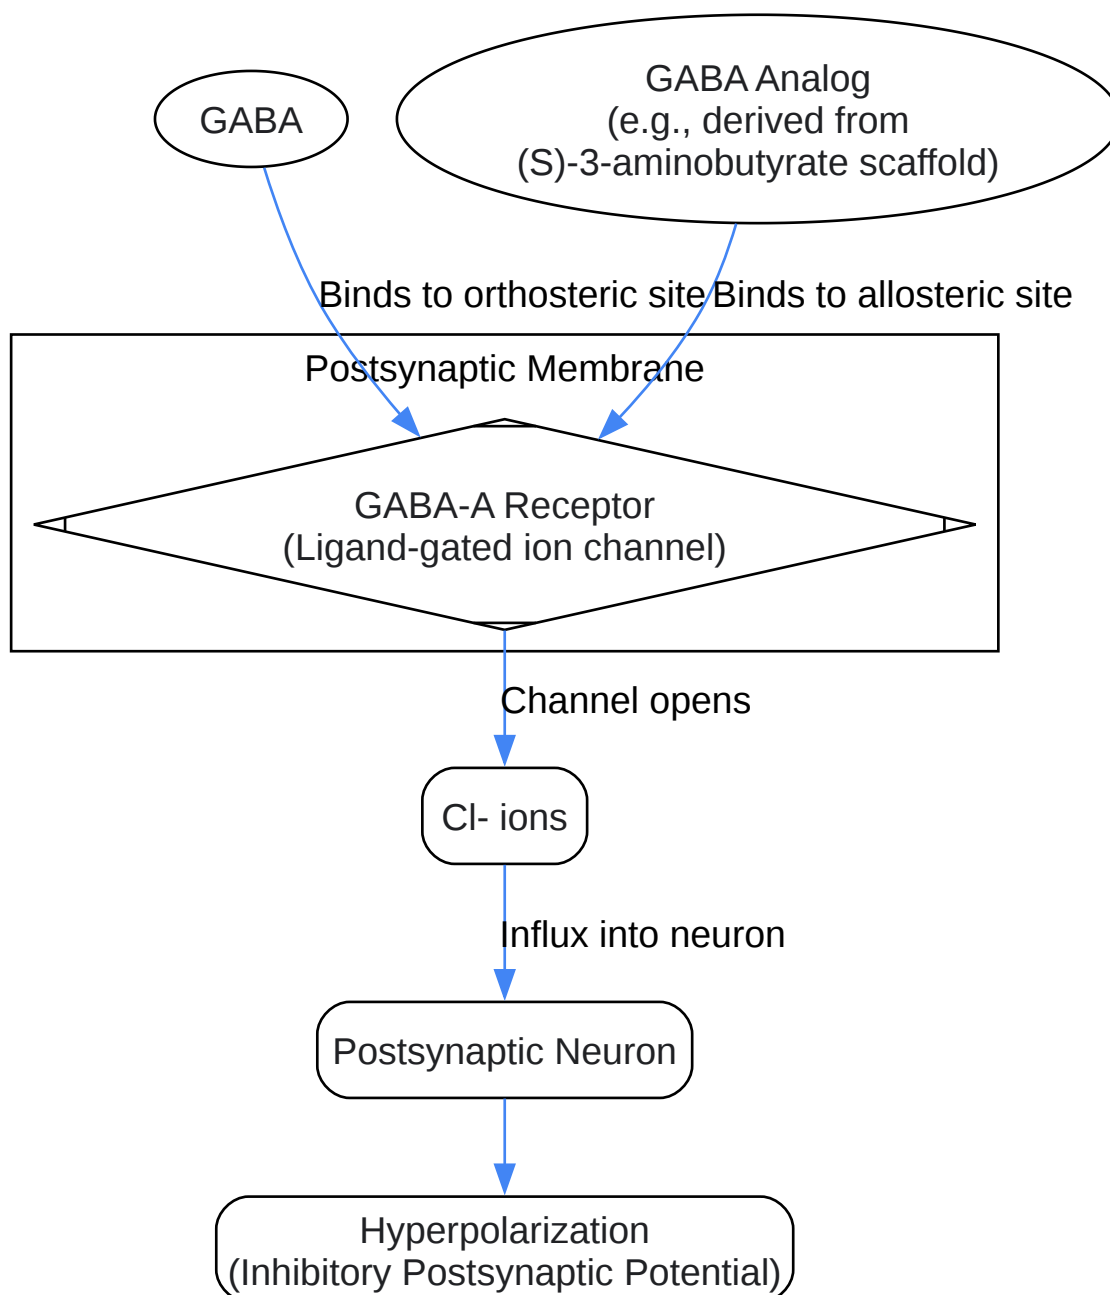 GABA
GABA Analog
(e.g., derived from
(S)-3-aminobutyrate scaffold)
Binds to orthosteric site
Binds to allosteric site
Postsynaptic Membrane
GABA-A Receptor
(Ligand-gated ion channel)
Channel opens
Cl- ions
Influx into neuron
Postsynaptic Neuron
Hyperpolarization
(Inhibitory Postsynaptic Potential)